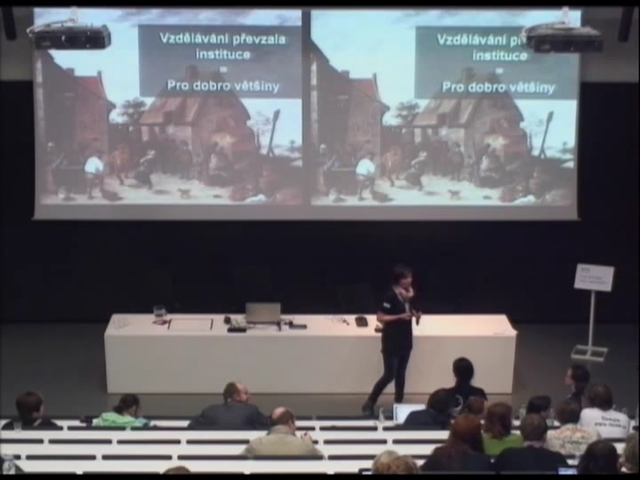 Vzdělávání převzala
instituce
=
Pro dobro většiny
Vzdělávání
instituce
=
Pro dobro většiny